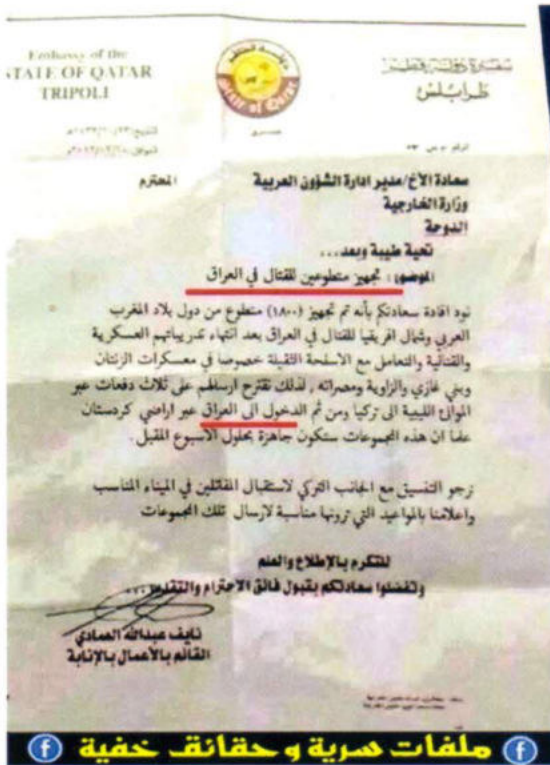 Embassy of the
STATE OF QATAR
TRIPOLI
دولة قطر
State of Qatar
سفارة دولة قطر
طرابلس
سعادة الأخ/مدير ادارة الشؤون العربية المحترم
وزارة الخارجية
الدوحة
تحية طيبة وبعد...
الموضوع : تجهيز متطوعين للقتال في العراق
نود افادة سعادتكم بأنه تم تجهيز (١٨٠٠) متطوع من دول بلاد المغرب
العربي وشمال افريقيا للقتال في العراق بعد انتهاء تدريباتهم العسكرية
والقتالية والتعامل مع الاسلحة الثقيلة خصوصا في معسكرات الزنتان
وبني غازي والزاوية ومصراته , لذلك نقترح ارسالهم على ثلاث دفعات عبر
الموانئ الليبية الى تركيا ومن ثم الدخول الى العراق عبر اراضي كردستان
علما ان هذه المجموعات ستكون جاهزة بحلول الاسبوع المقبل .
نرجو التنسيق مع الجانب التركي لاستقبال المقاتلين في الميناء المناسب
واعلامنا بالمواعيد التي ترونها مناسبة لارسال تلك المجموعات
للتكرم بالإطلاع والعلم
وتفضلوا سعادتكم بقبول فائق الاحترام والتقدير ...
نايف عبدالله العمادي
القائم بالأعمال بالإنابة
ملفات سرية و حقائق خفية